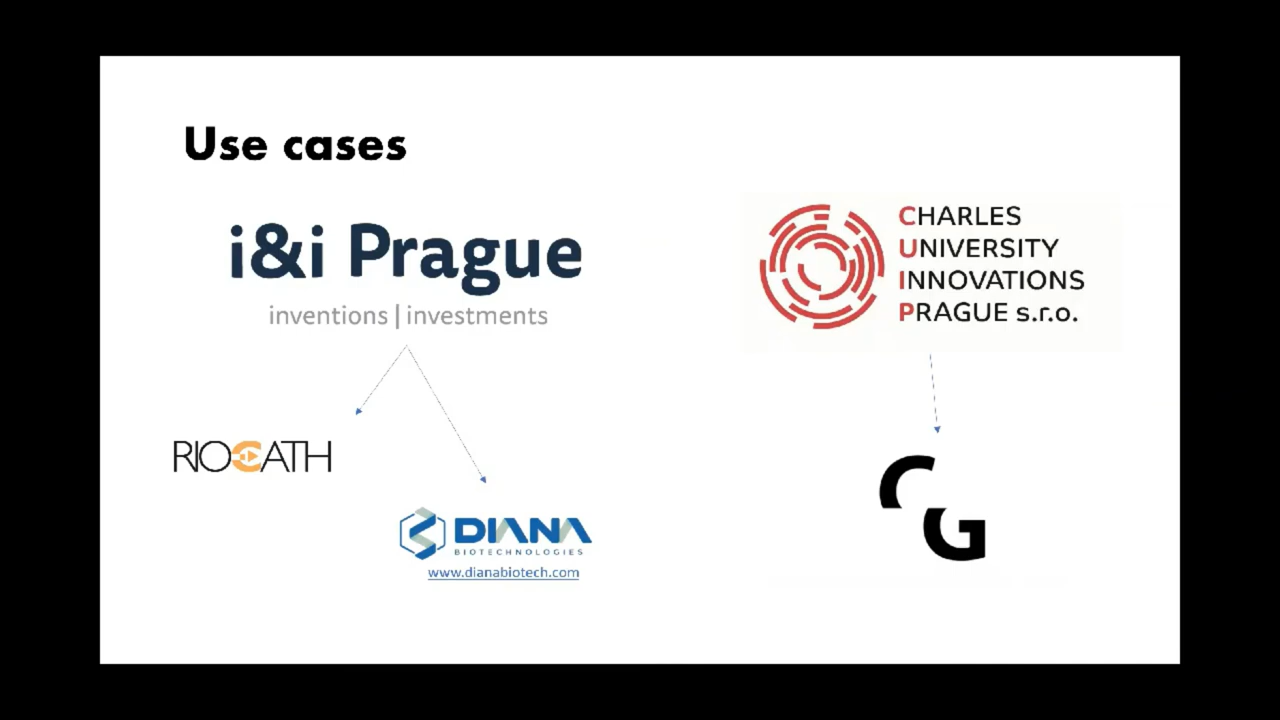 Use cases
i&i Prague
inventions | investments
CHARLES
UNIVERSITY
INNOVATIONS
PRAGUE s.r.o.
RIOCATH
DIANA
BIOTECHNOLOGIES
www.dianabiotech.com
CG